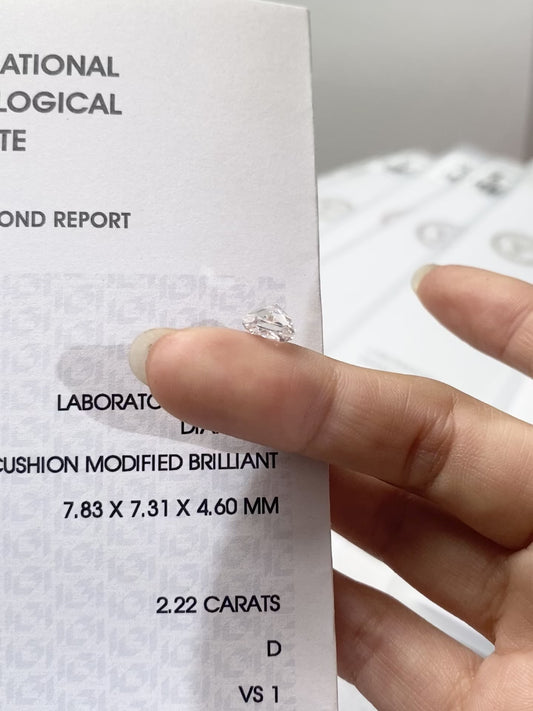 ATIONAL
LOGICAL
TE
OND REPORT
LABORATO
CUSHION MODIFIED BRILLIANT
7.83 X 7.31 X 4.60 MM
2.22 CARATS
D
VS 1